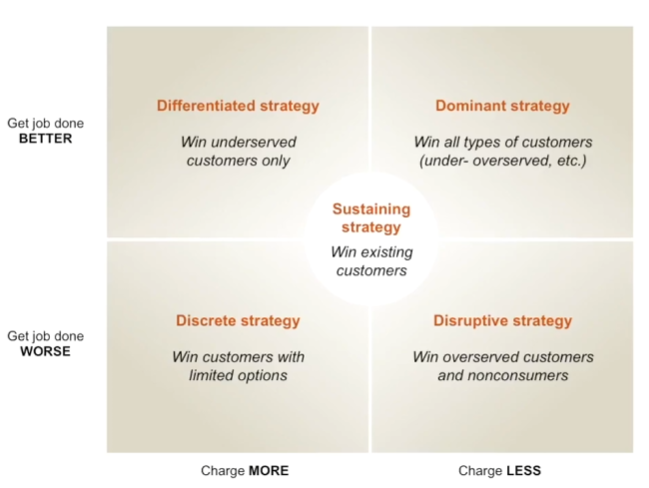 Differentiated strategy
Win underserved
customers only
Dominant strategy
Win all types of customers
(under- overserved, etc.)
Get job done
BETTER
Sustaining
strategy
Win existing
customers
Discrete strategy
Win customers with
limited options
Disruptive strategy
Win overserved customers
and nonconsumers
Get job done
WORSE
Charge MORE
Charge LESS